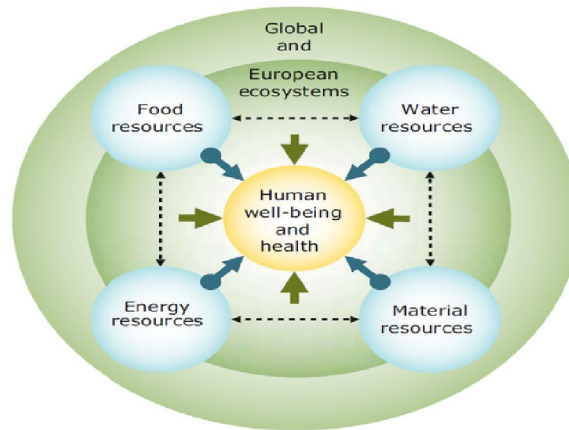 Global
and
European
ecosystems
Food
resources
Water
resources
Human
well-being
and
health
Energy
resources
Material
resources